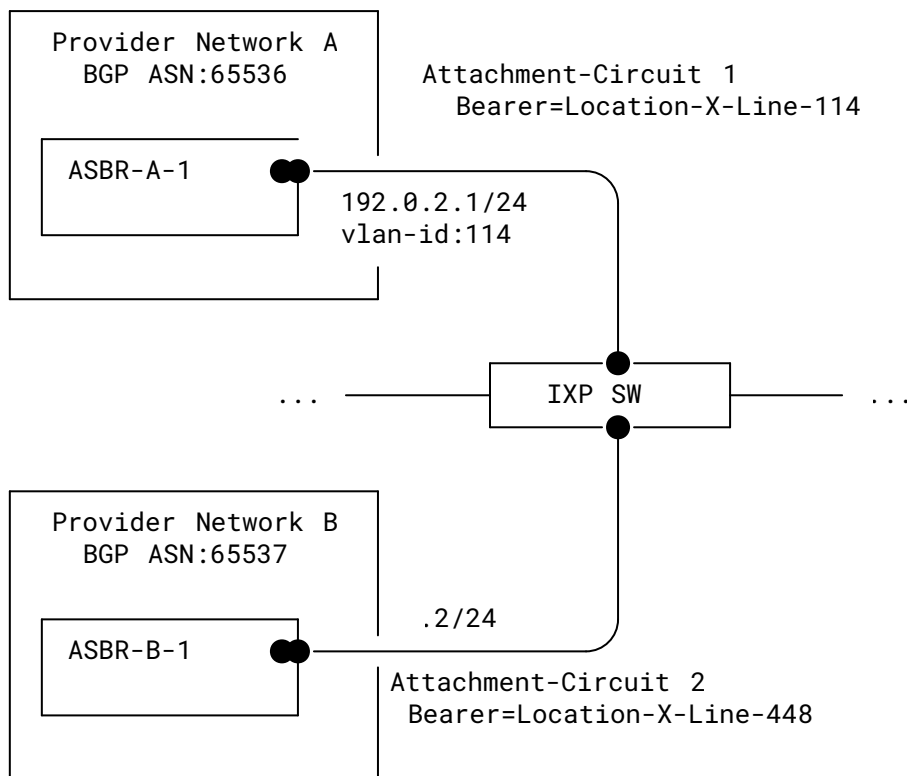 Provider Network A
BGP ASN:65536
Attachment-Circuit 1
Bearer=Location-X-Line-114
ASBR-A-1
192.0.2.1/24
vlan-id:114
... IXP SW ...
Provider Network B
BGP ASN:65537
.2/24
ASBR-B-1
Attachment-Circuit 2
Bearer=Location-X-Line-448